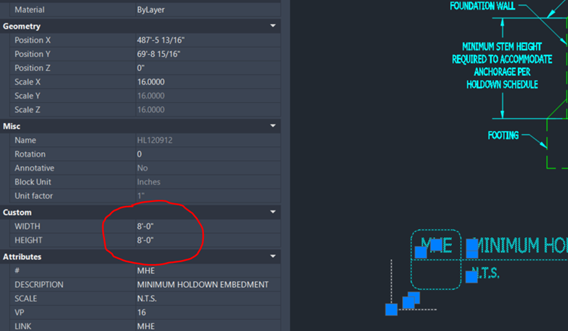 Material ByLayer
Geometry
Position X 487'-5 13/16"
Position Y 69'-8 15/16"
Position Z 0"
Scale X 16.0000
Scale Y 16.0000
Scale Z 16.0000
Misc
Name HL120912
Rotation 0
Annotative No
Block Unit Inches
Unit factor 1"
Custom
WIDTH 8'-0"
HEIGHT 8'-0"
Attributes
# MHE
DESCRIPTION MINIMUM HOLDOWN EMBEDMENT
SCALE N.T.S.
VP 16
LINK MHE
FOUNDATION WALL
MINIMUM STEM HEIGHT
REQUIRED TO ACCOMMODATE
ANCHORAGE PER
HOLDOWN SCHEDULE
FOOTING
MHE MINIMUM HO
N.T.S.